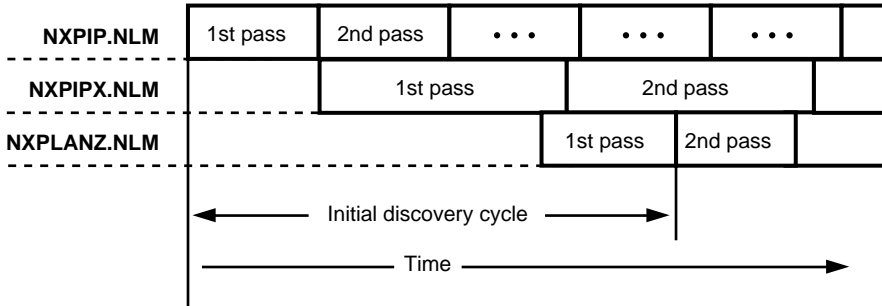 NXPIP.NLM 1st pass 2nd pass • • • • • • • • •
NXPIPX.NLM 1st pass 2nd pass
NXPLANZ.NLM 1st pass 2nd pass
Initial discovery cycle
Time